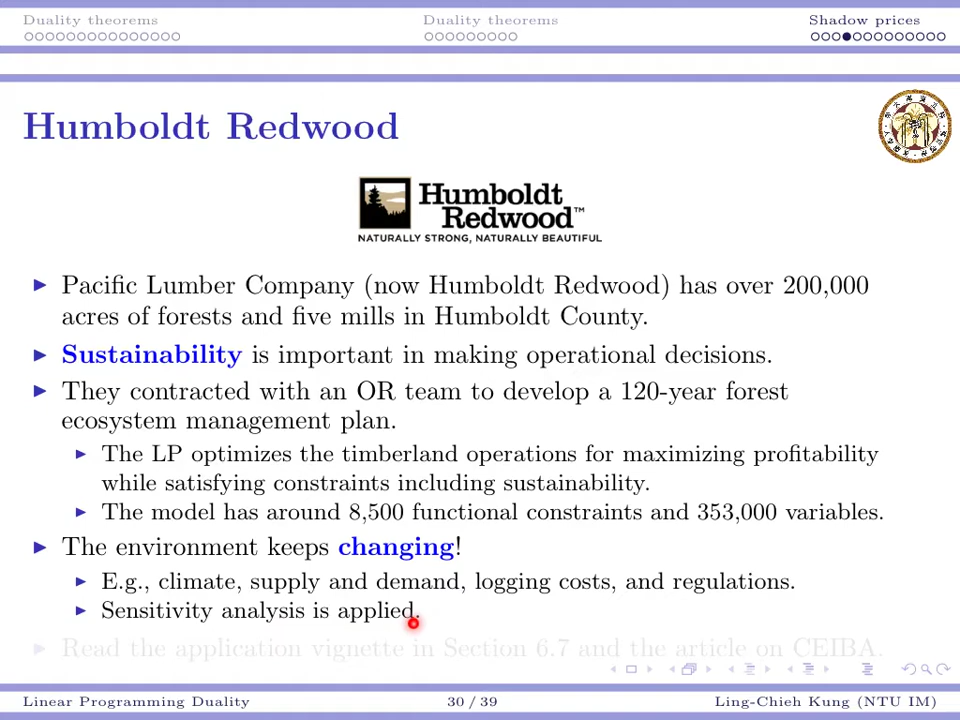 Duality theorems Duality theorems Shadow prices
Humboldt Redwood
Humboldt
Redwood™
NATURALLY STRONG, NATURALLY BEAUTIFUL
Pacific Lumber Company (now Humboldt Redwood) has over 200,000
acres of forests and five mills in Humboldt County.
Sustainability is important in making operational decisions.
They contracted with an OR team to develop a 120-year forest
ecosystem management plan.
The LP optimizes the timberland operations for maximizing profitability
while satisfying constraints including sustainability.
The model has around 8,500 functional constraints and 353,000 variables.
The environment keeps changing!
E.g., climate, supply and demand, logging costs, and regulations.
Sensitivity analysis is applied.
Read the application vignette in Section 6.7 and the article on CEIBA.
Linear Programming Duality 30 / 39 Ling-Chieh Kung (NTU IM)